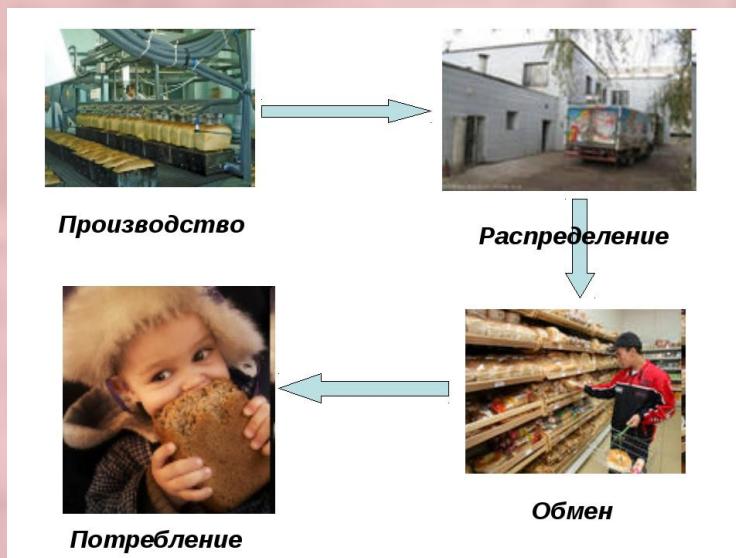 Производство
Распределение
Обмен
Потребление